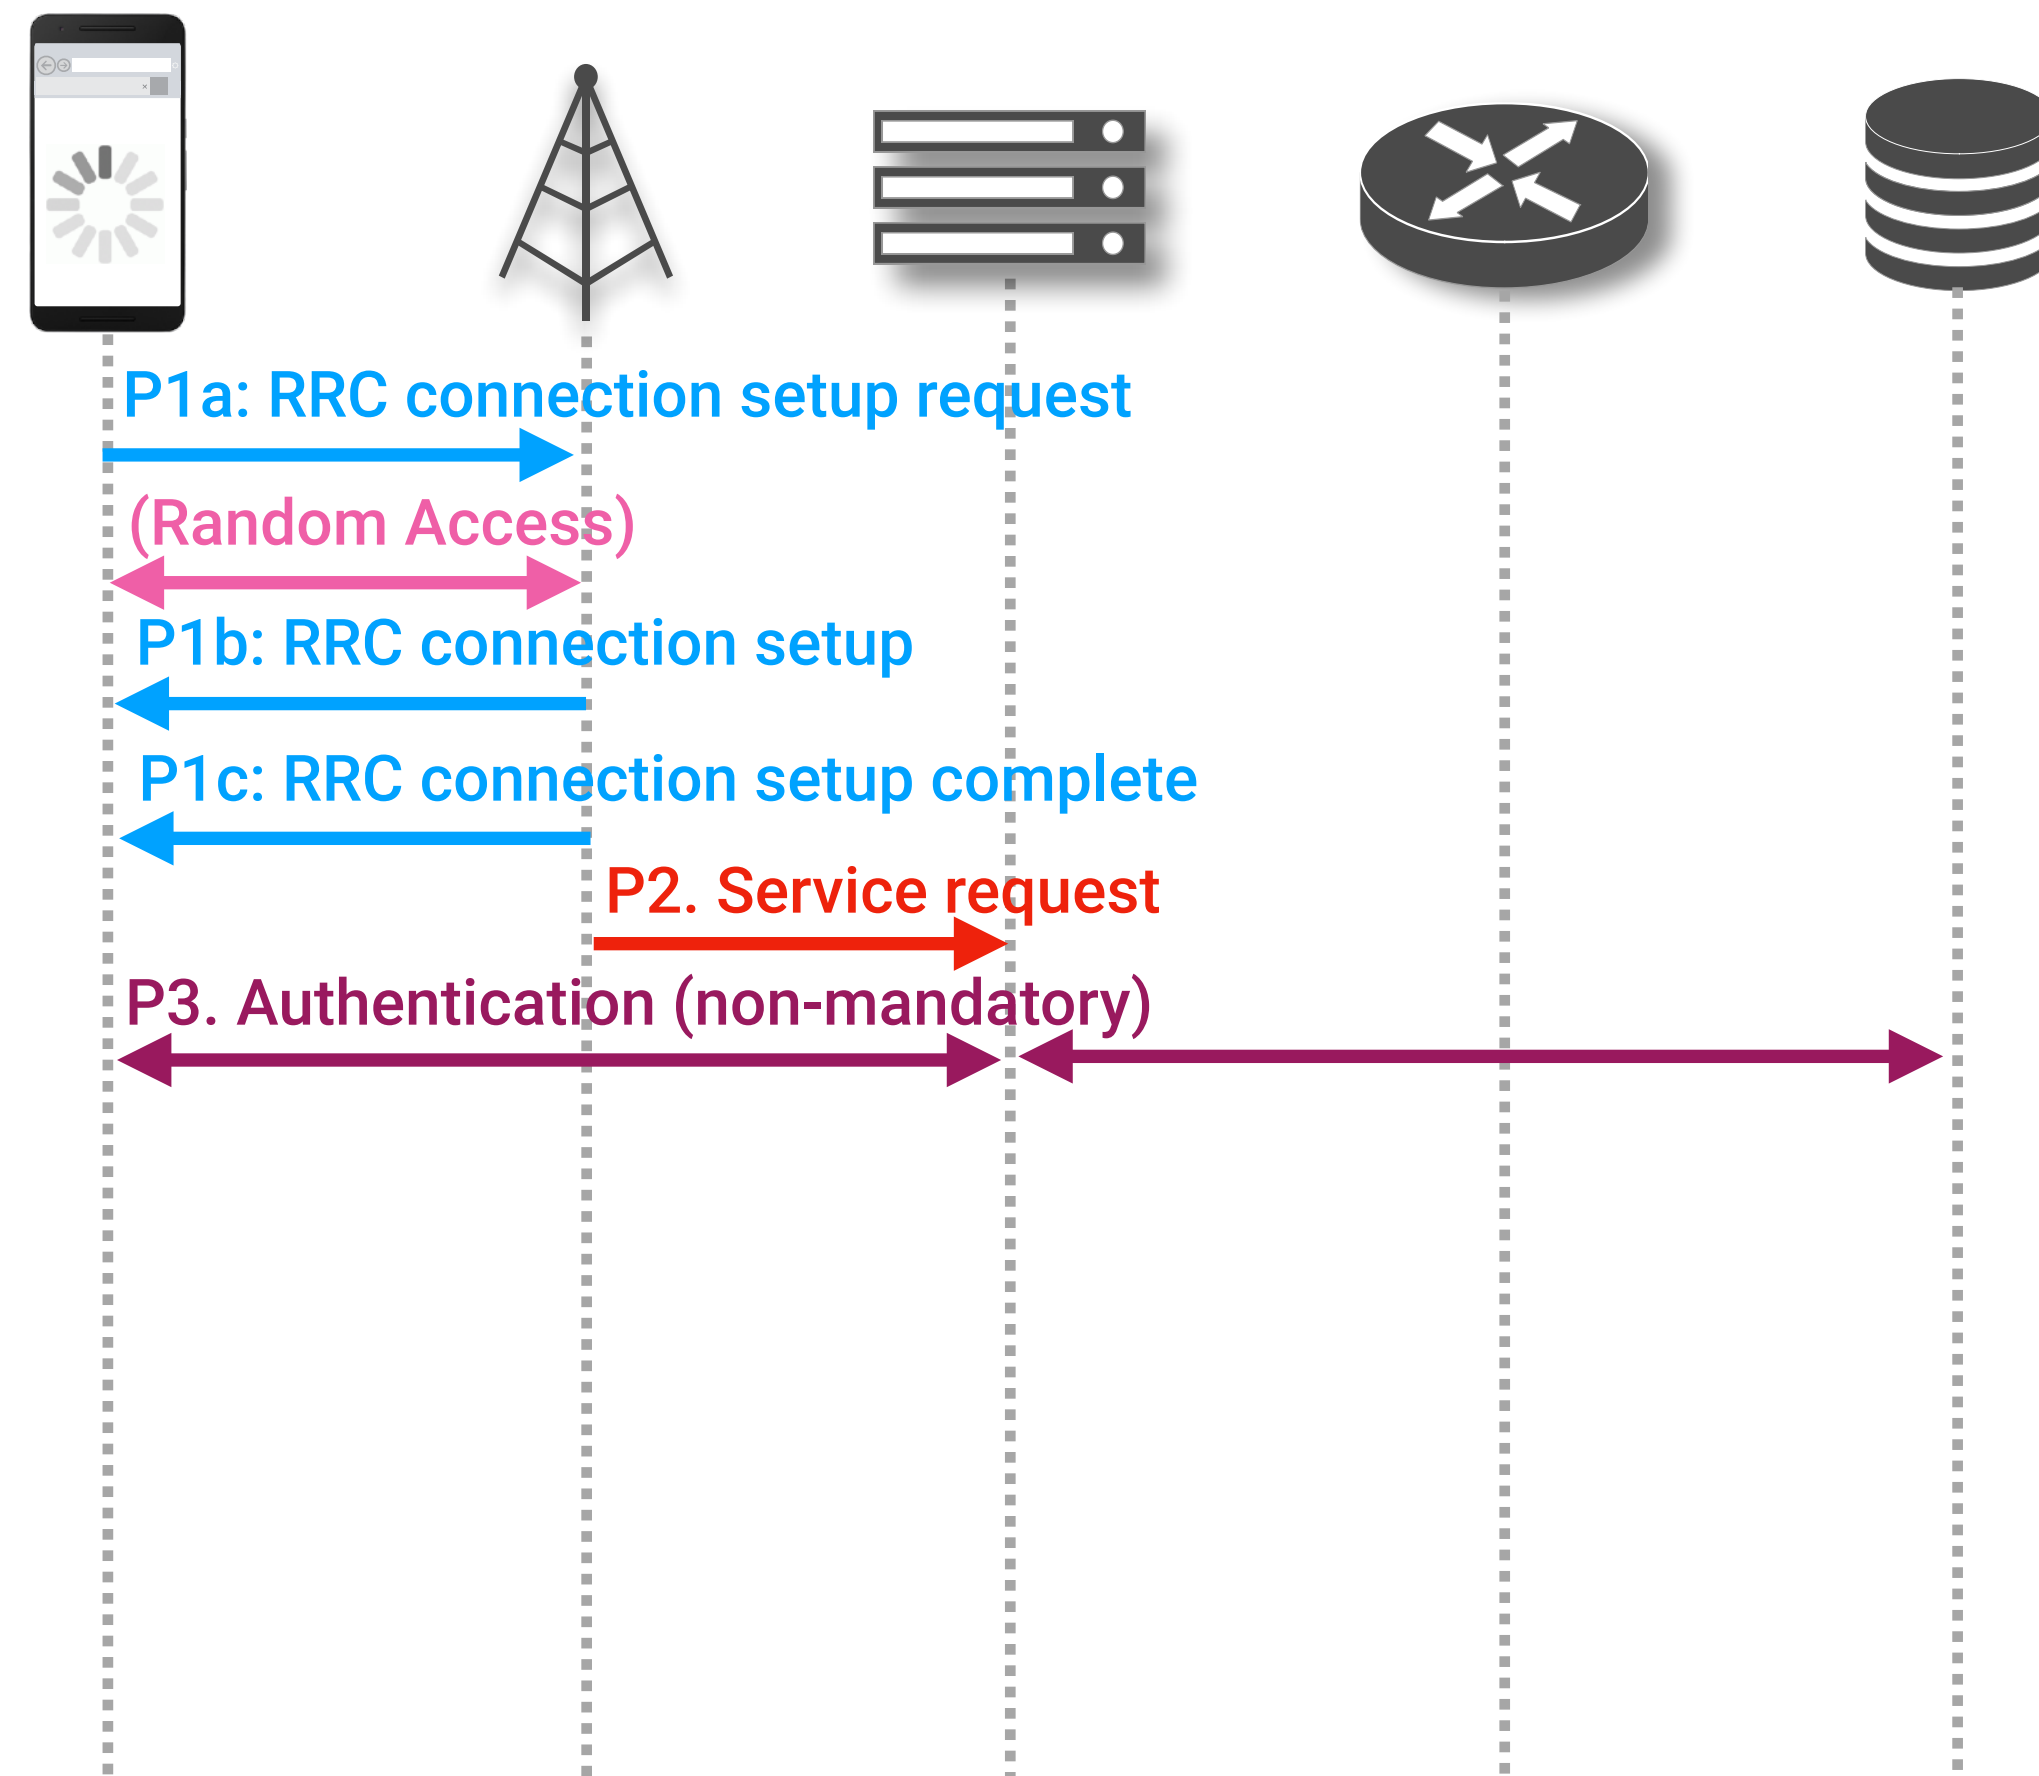 P1a: RRC connection setup request
(Random Access)
P1b: RRC connection setup
P1c: RRC connection setup complete
P2. Service request
P3. Authentication (non-mandatory)